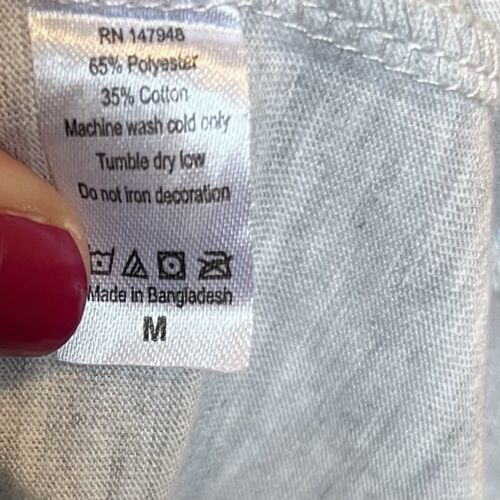 RN 147948
65% Polyester
35% Cotton
Machine wash cold only
Tumble dry low
Do not iron decoration
Made in Bangladesh
M